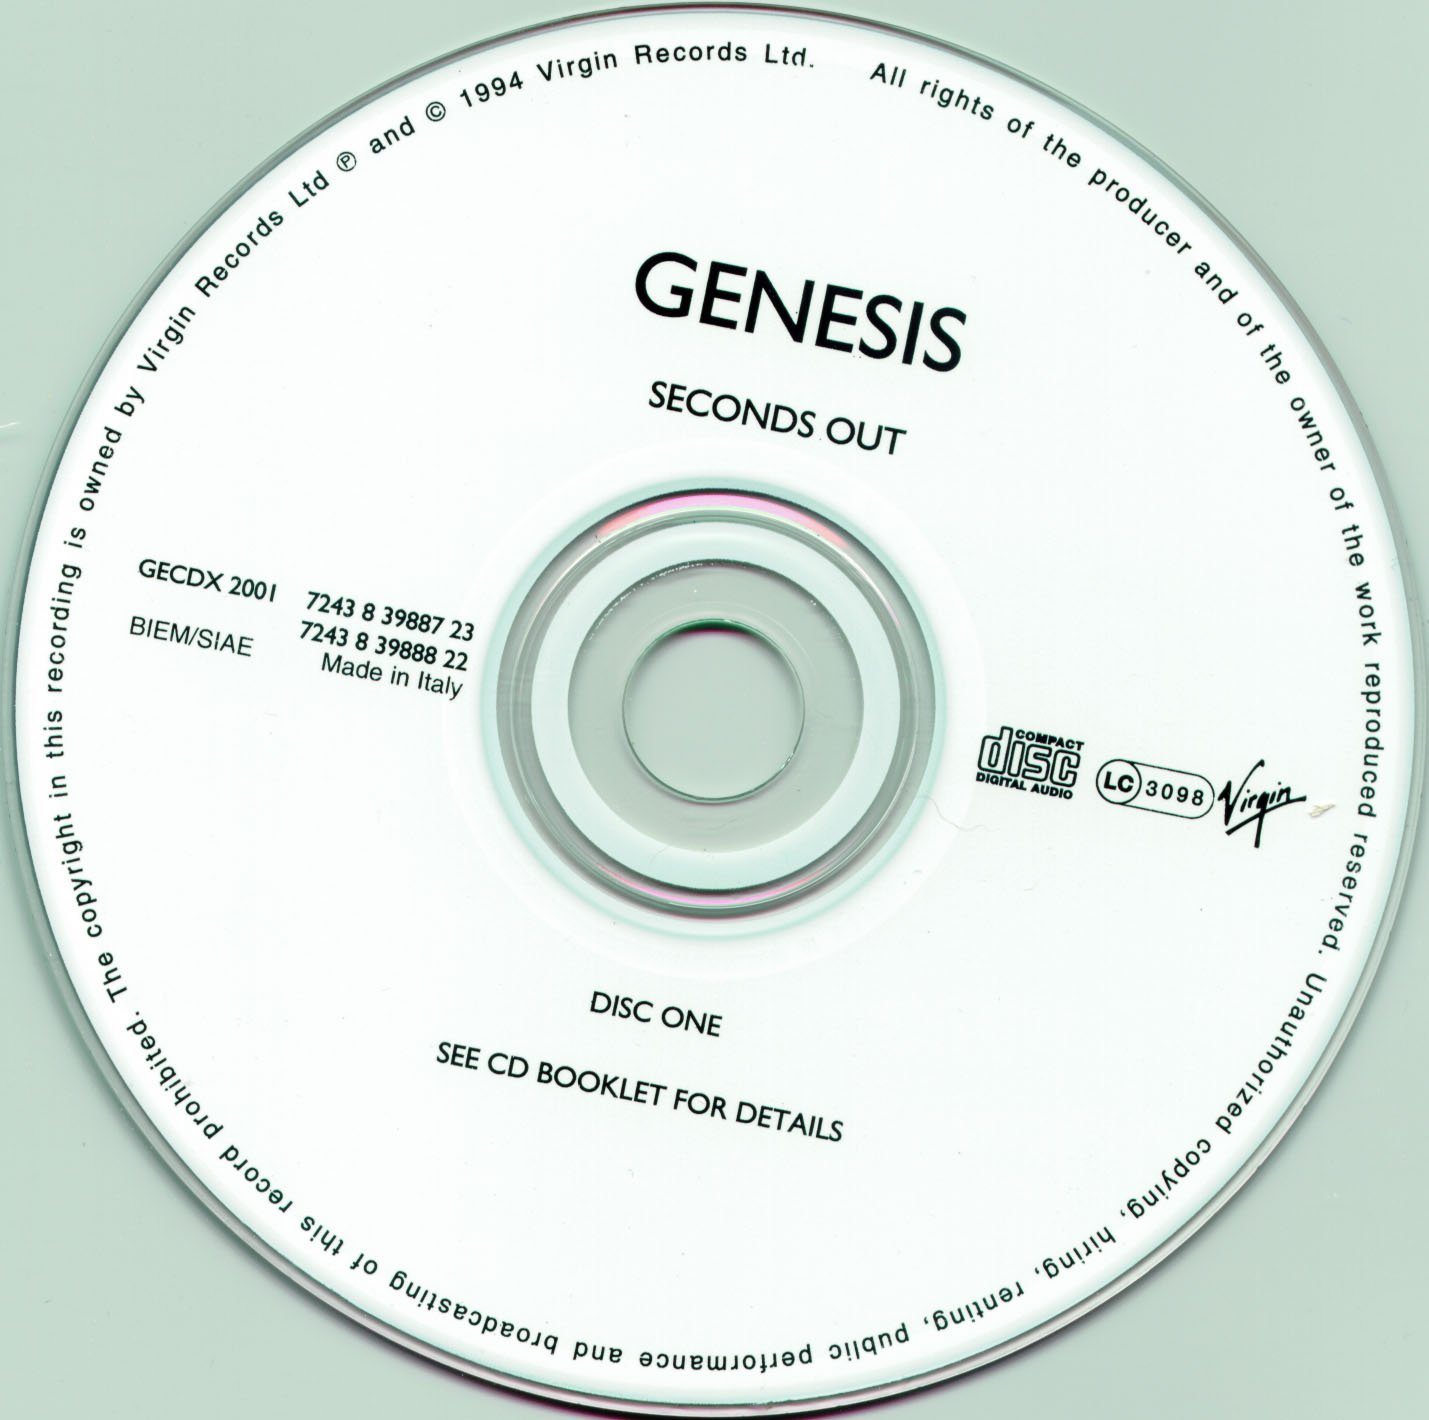 The copyright in this recording is owned by Virgin Records Ltd ℗ and © 1994 Virgin Records Ltd. All rights of the producer and of the owner of the work reproduced reserved. Unauthorized copying, hiring, renting, public performance and broadcasting of this record prohibited.
GENESIS
SECONDS OUT
GECDX 2001 7243 8 39887 23
7243 8 39888 22
BIEM/SIAE
Made in Italy
COMPACT
disc
DIGITAL AUDIO
LC 3098
Virgin
DISC ONE
SEE CD BOOKLET FOR DETAILS